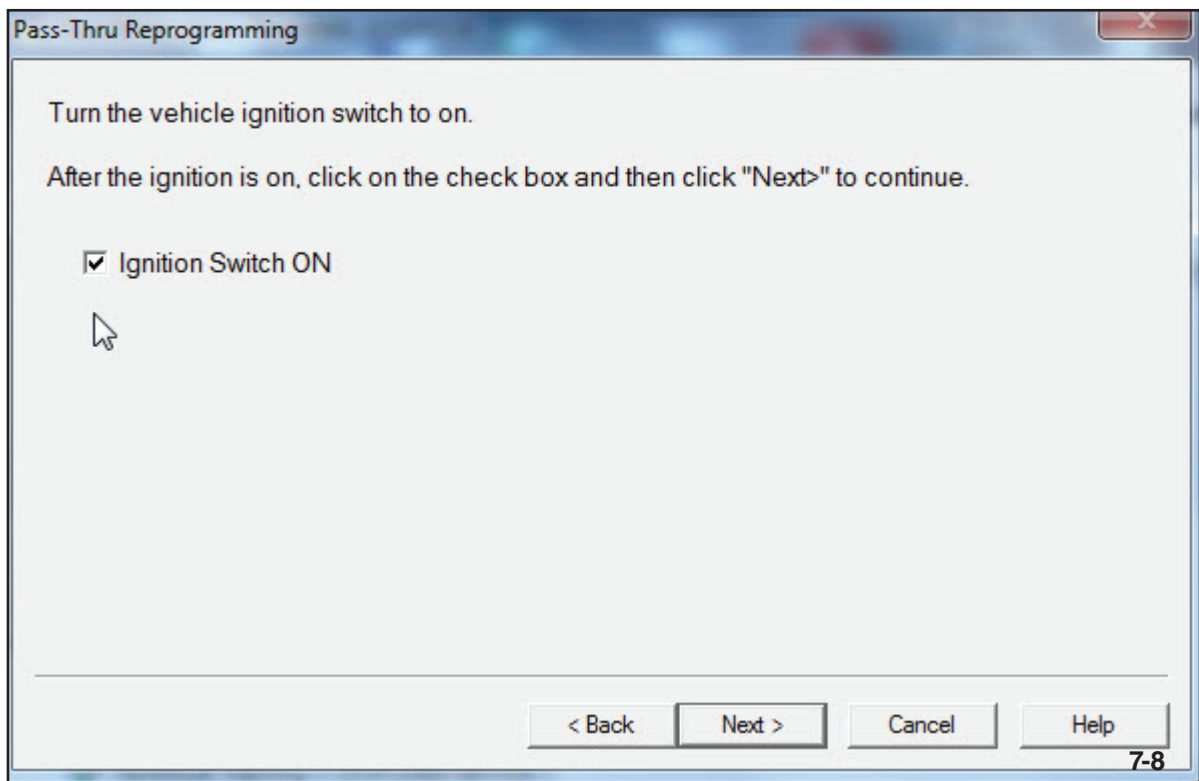 Pass-Thru Reprogramming
X
Turn the vehicle ignition switch to on.
After the ignition is on, click on the check box and then click "Next>" to continue.
Ignition Switch ON
< Back
Next >
Cancel
Help
7-8